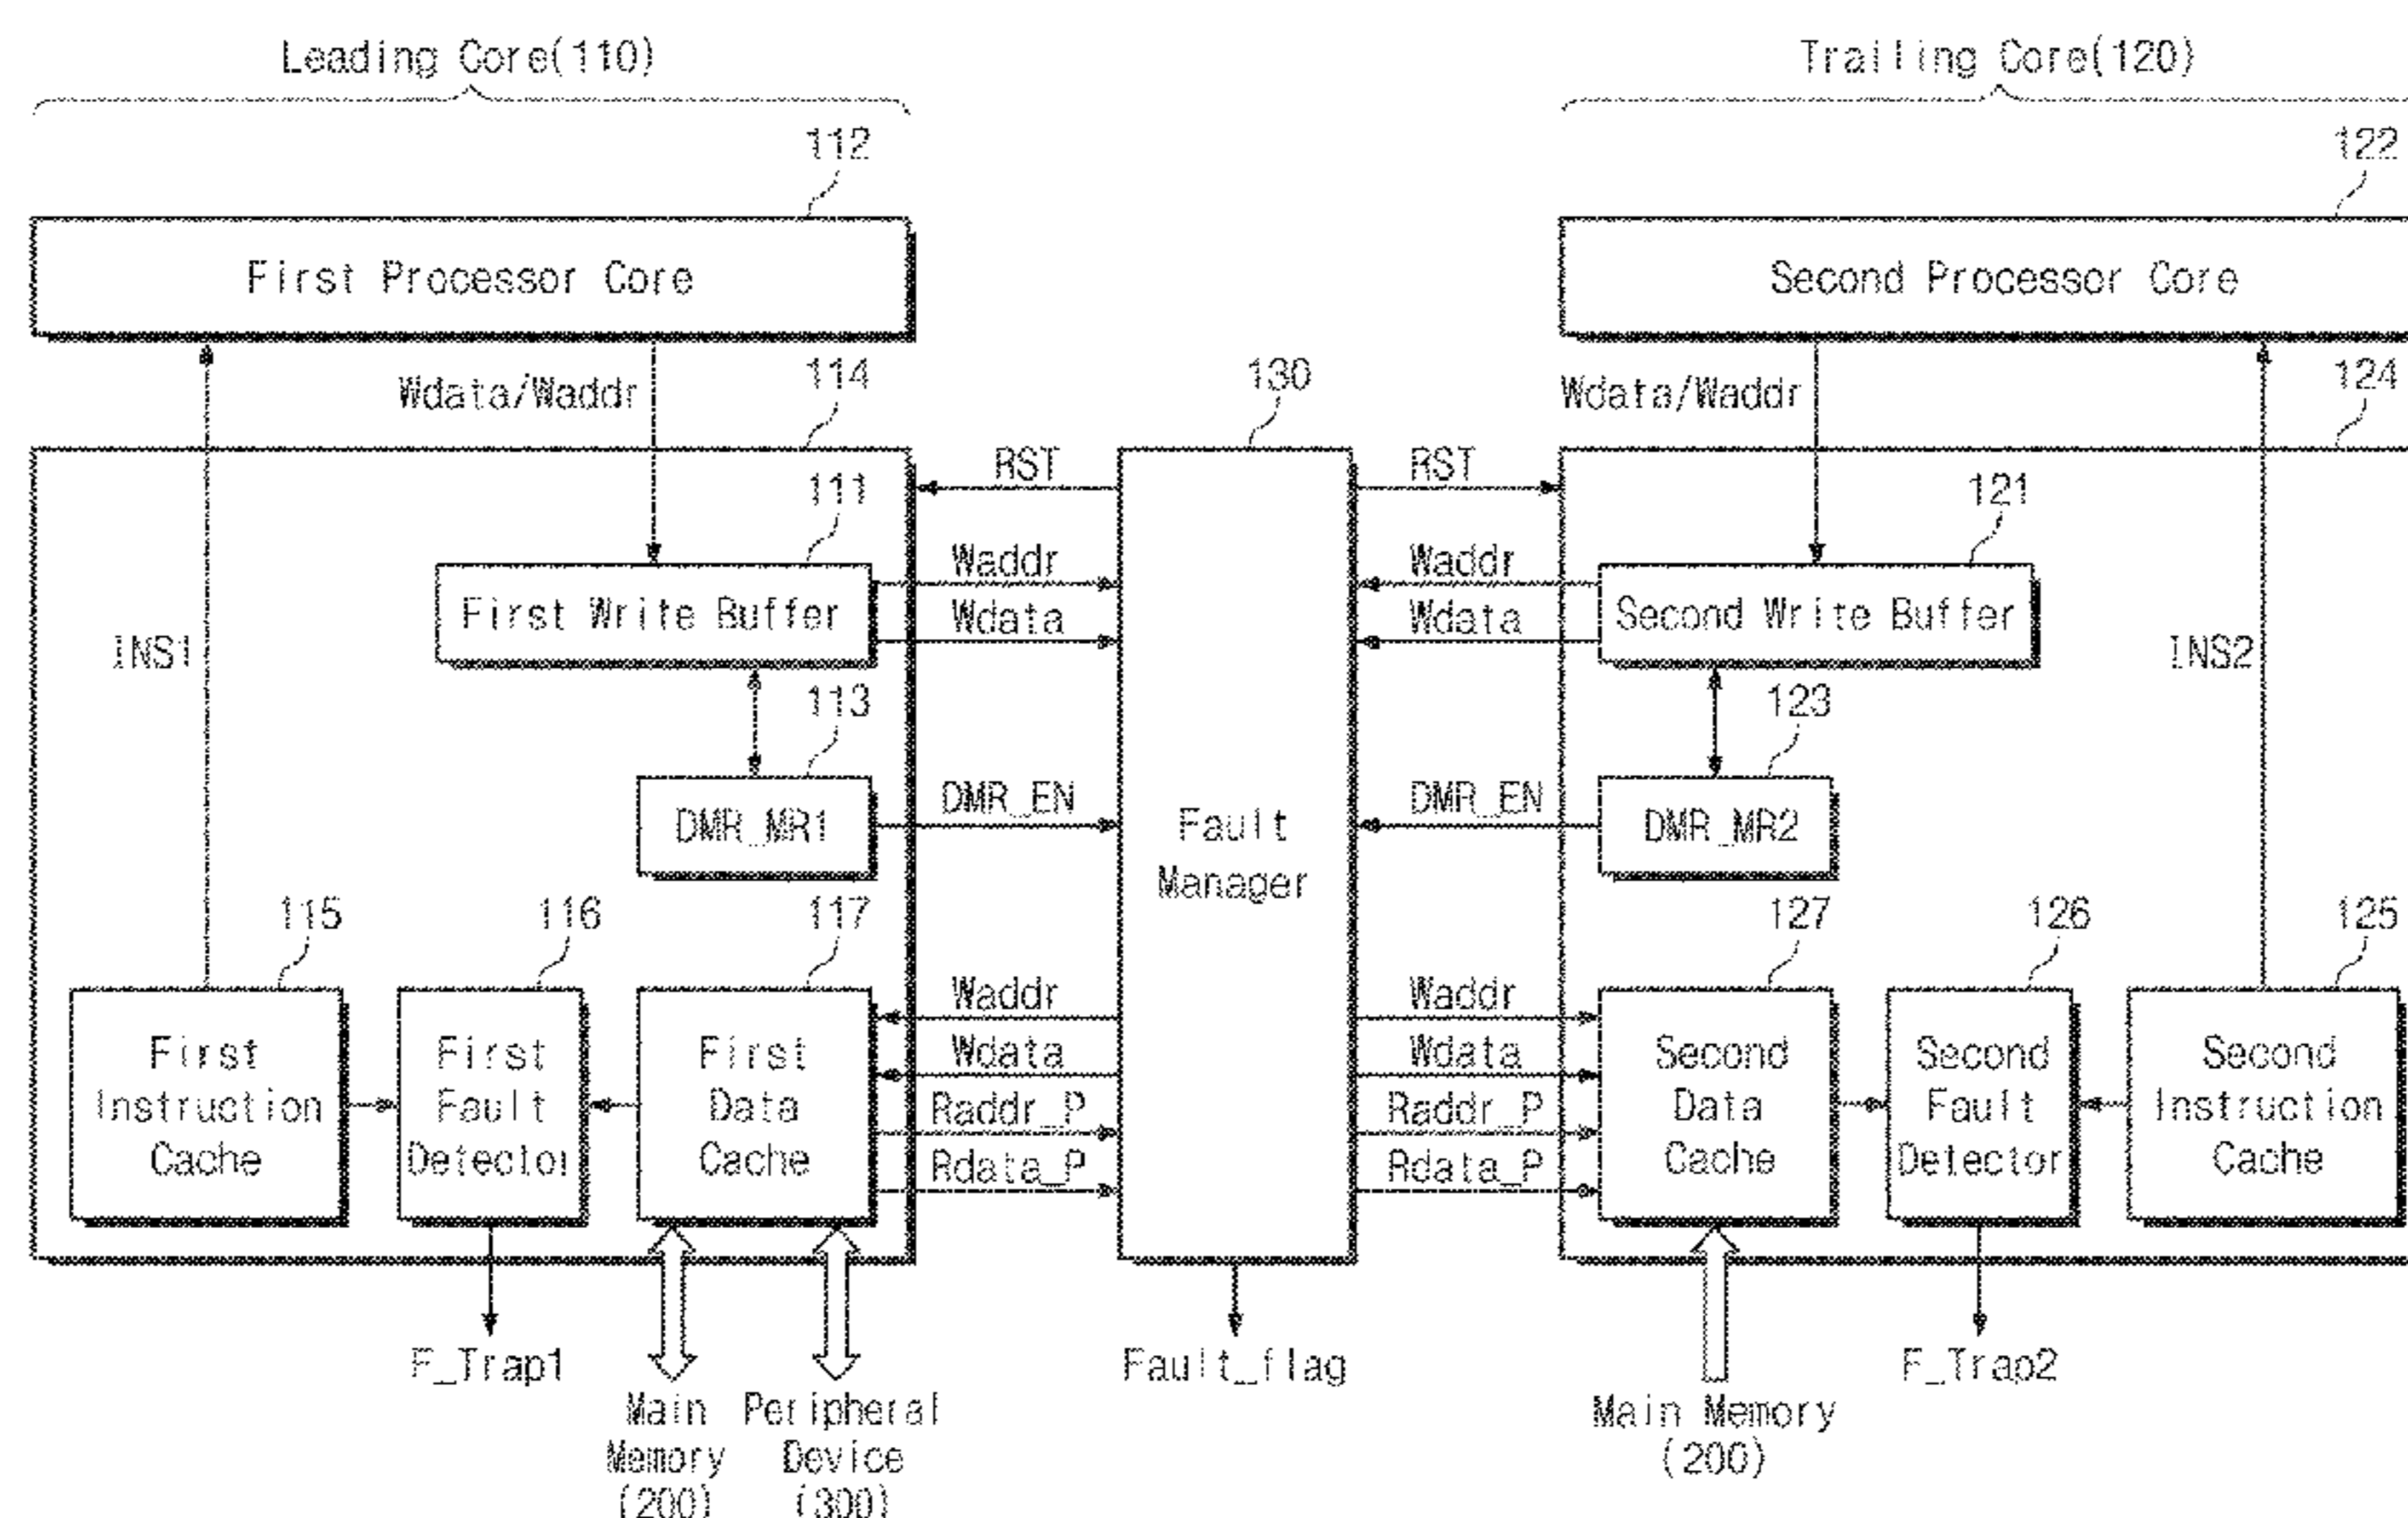 Leading Core(110)
Trailing Core(120)
112
122
First Processor Core
Second Processor Core
114
130
124
Wdata/Waddr
Wdata/Waddr
RST
RST
111
121
Waddr
Waddr
First Write Buffer
Second Write Buffer
Wdata
Wdata
INS1
INS2
113
123
DMR_EN
DMR_EN
DMR_MR1
DMR_MR2
Fault
Manager
115
116
117
127
126
125
Waddr
Waddr
First
Instruction
Cache
First
Fault
Detector
First
Data
Cache
Wdata
Wdata
Raddr_P
Raddr_P
Rdata_P
Rdata_P
Second
Data
Cache
Second
Fault
Detector
Second
Instruction
Cache
F_Trap1
Fault_flag
F_Trap2
Main
Memory
(200)
Peripheral
Device
(300)
Main Memory
(200)